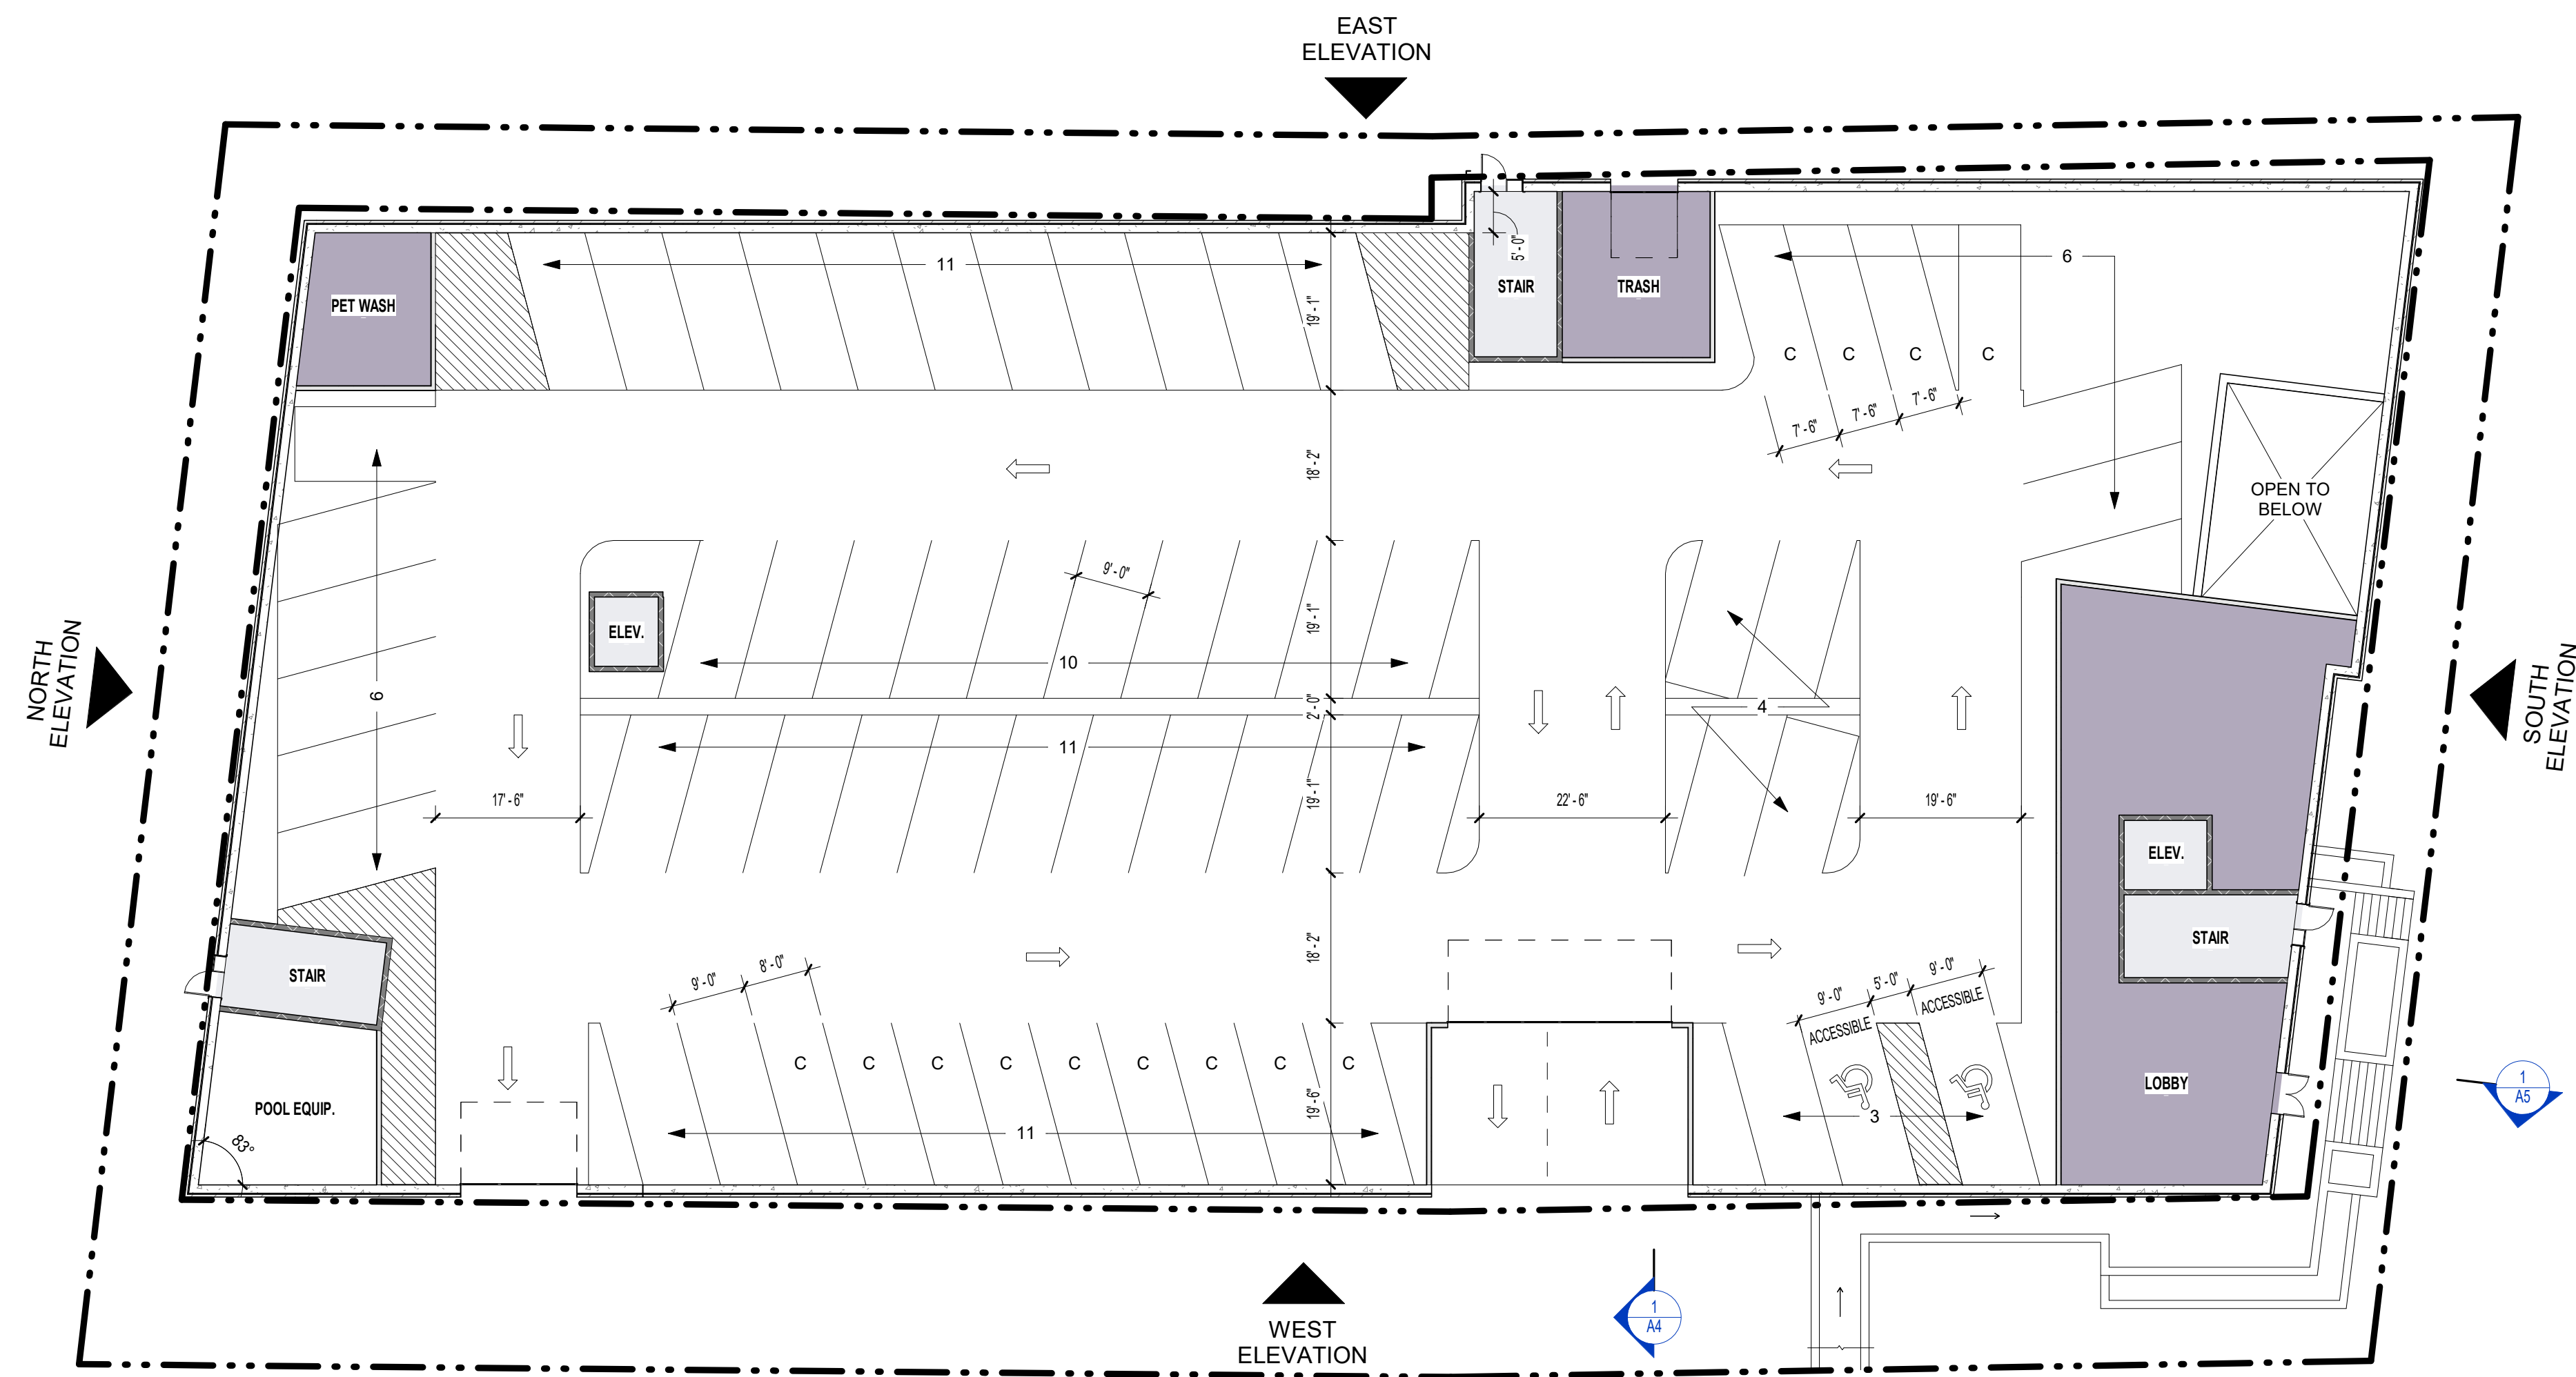 EAST
ELEVATION
11
6
5' - 0"
PET WASH
STAIR
TRASH
19' - 1"
C C C C
7' - 6"
7' - 6"
7' - 6"
18' - 2"
OPEN TO
BELOW
9' - 0"
ELEV.
19' - 1"
NORTH
ELEVATION
10
6
2' - 0"
4
SOUTH
ELEVATION
11
17' - 6"
19' - 1"
22' - 6"
19' - 6"
ELEV.
STAIR
18' - 2"
STAIR
9' - 0"
8' - 0"
9' - 0"
5' - 0"
9' - 0"
ACCESSIBLE
ACCESSIBLE
C C C C C C C C C
LOBBY
1
A5
POOL EQUIP.
19' - 6"
3
83°
11
1
A4
WEST
ELEVATION